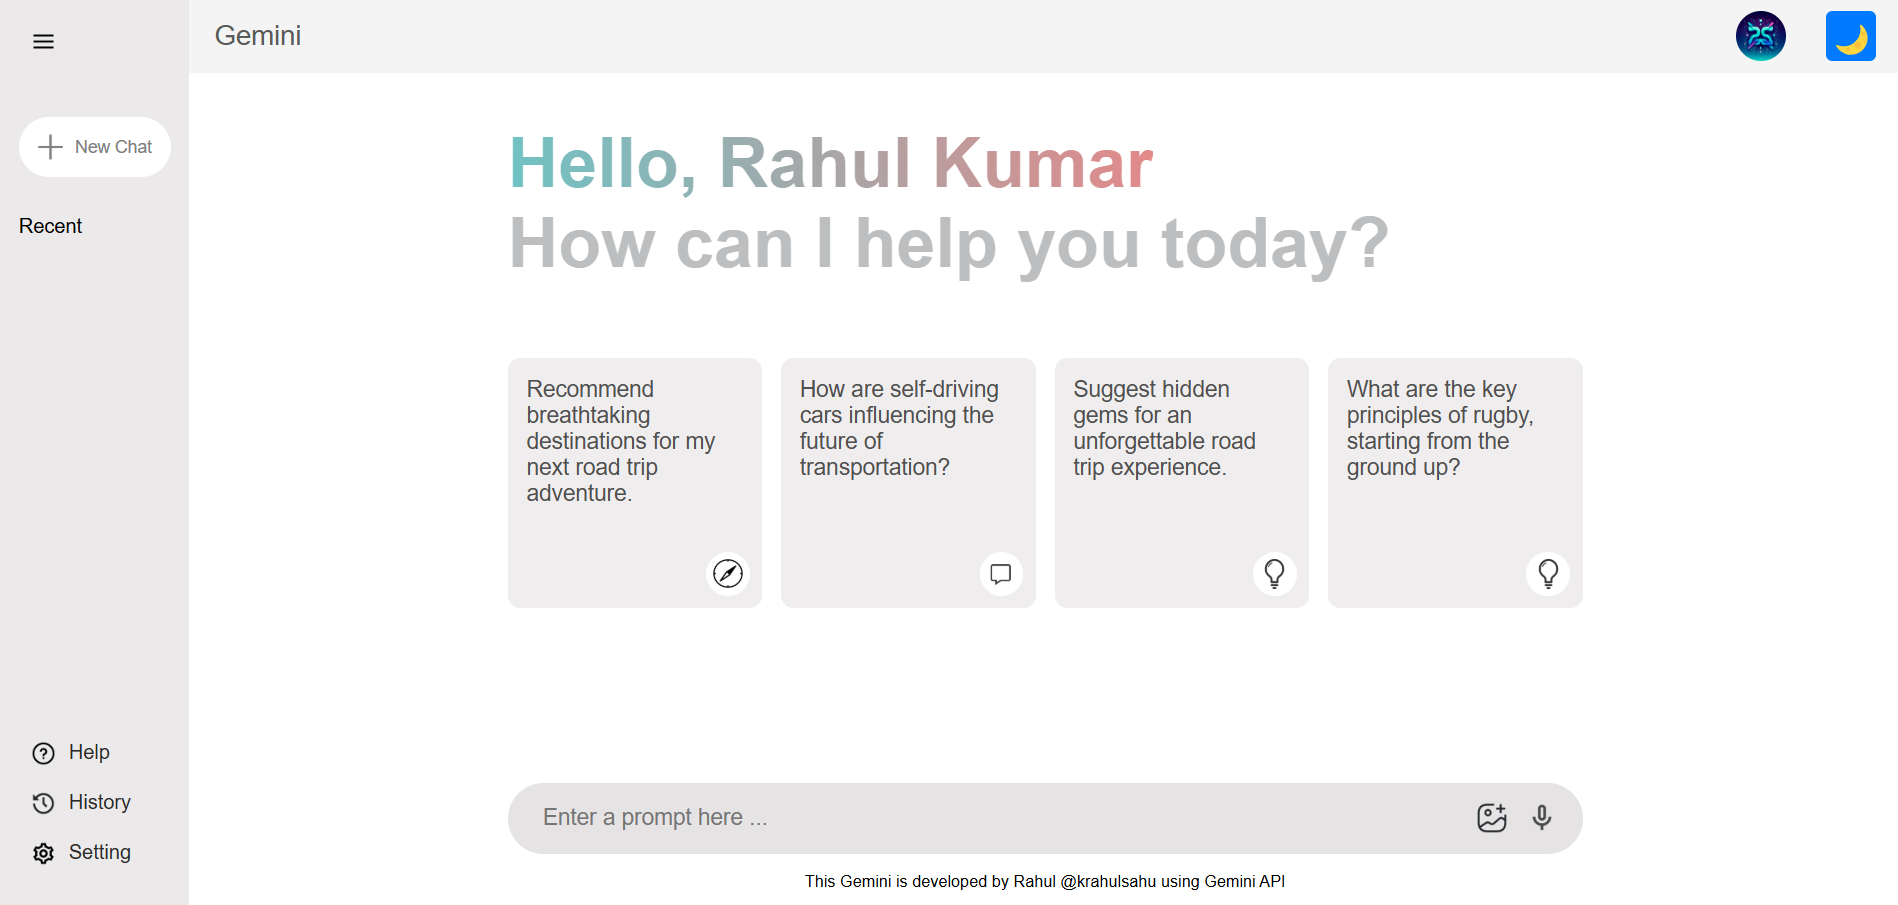 Gemini
New Chat
Recent
Hello, Rahul Kumar
How can I help you today?
Recommend
breathtaking
destinations for my
next road trip
adventure.
How are self-driving
cars influencing the
future of
transportation?
Suggest hidden
gems for an
unforgettable road
trip experience.
What are the key
principles of rugby,
starting from the
ground up?
Help
History
Setting
Enter a prompt here ...
This Gemini is developed by Rahul @krahulsahu using Gemini API